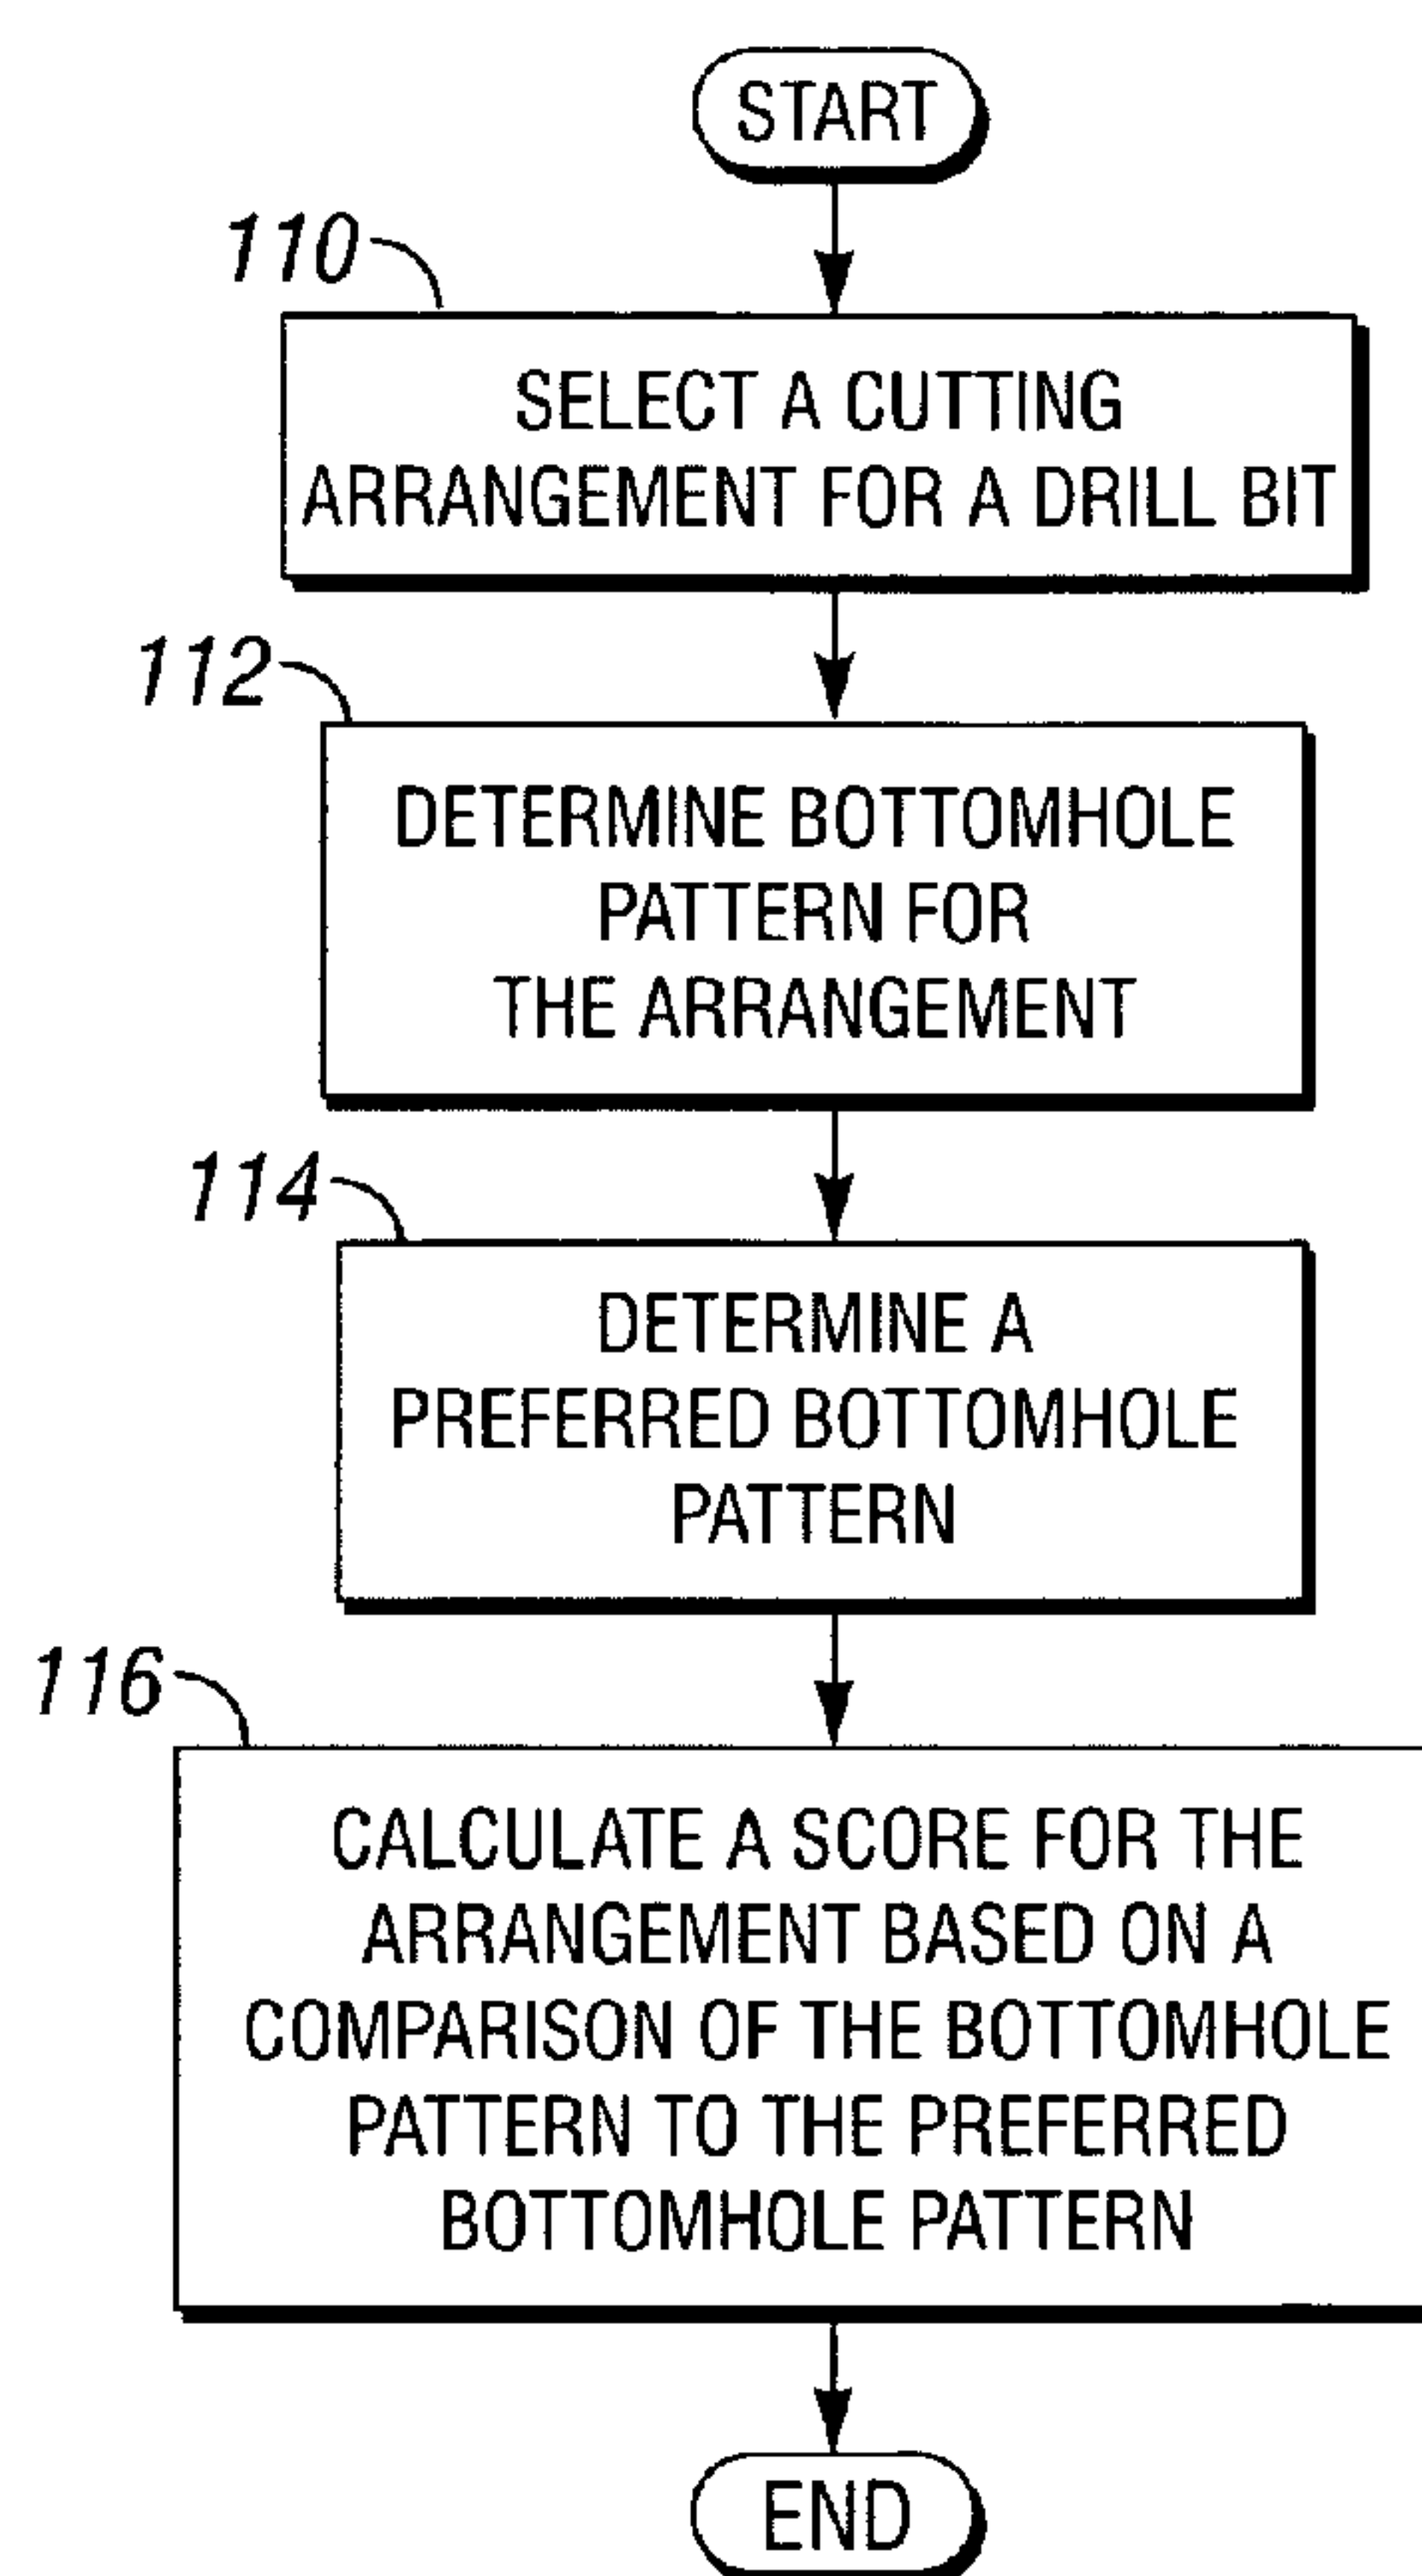 START
110
SELECT A CUTTING
ARRANGEMENT FOR A DRILL BIT
112
DETERMINE BOTTOMHOLE
PATTERN FOR
THE ARRANGEMENT
114
DETERMINE A
PREFERRED BOTTOMHOLE
PATTERN
116
CALCULATE A SCORE FOR THE
ARRANGEMENT BASED ON A
COMPARISON OF THE BOTTOMHOLE
PATTERN TO THE PREFERRED
BOTTOMHOLE PATTERN
END